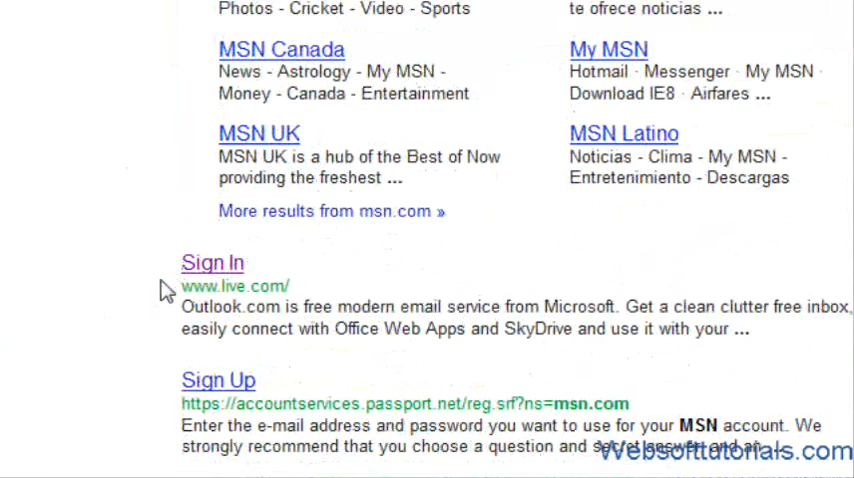 Photos - Cricket - Video - Sports
te ofrece noticias ...
MSN Canada
News - Astrology - My MSN -
Money - Canada - Entertainment
My MSN
Hotmail · Messenger · My MSN ·
Download IE8 · Airfares ...
MSN UK
MSN UK is a hub of the Best of Now
providing the freshest ...
MSN Latino
Noticias - Clima - My MSN -
Entretenimiento - Descargas
More results from msn.com »
Sign In
www.live.com/
Outlook.com is free modern email service from Microsoft. Get a clean clutter free inbox,
easily connect with Office Web Apps and SkyDrive and use it with your ...
Sign Up
https://accountservices.passport.net/reg.srf?ns=msn.com
Enter the e-mail address and password you want to use for your MSN account. We
strongly recommend that you choose a question and secret answer and an ...
Websofttutorials.com